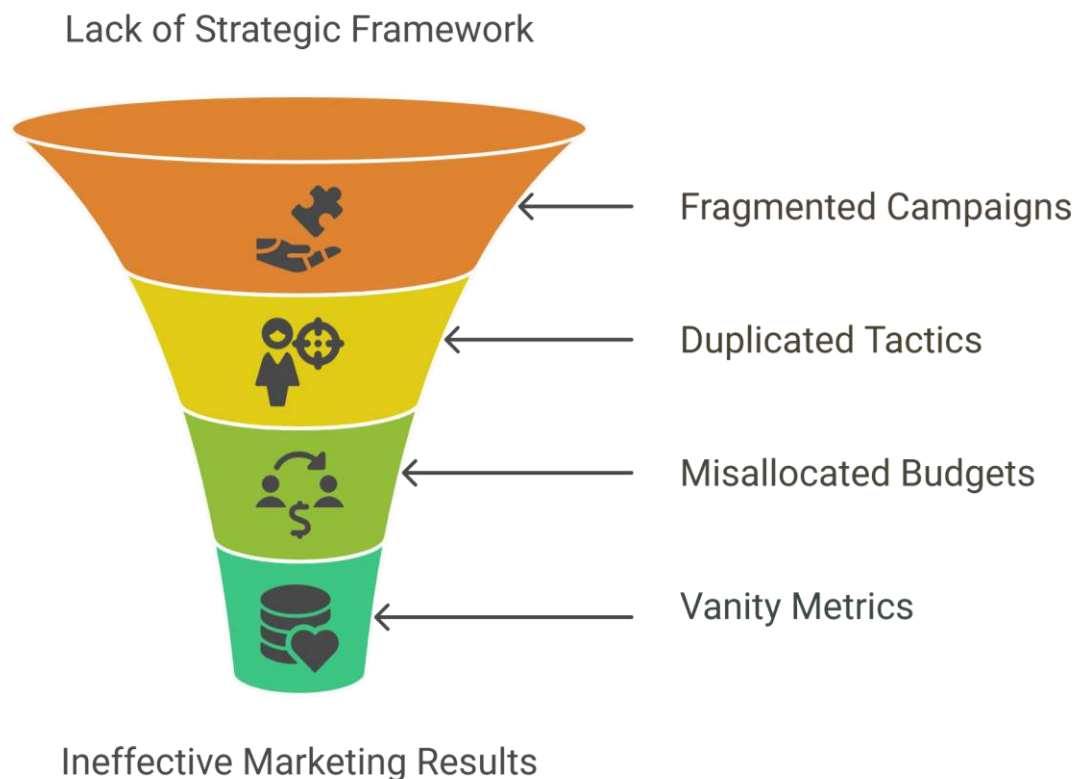 Lack of Strategic Framework
Fragmented Campaigns
Duplicated Tactics
$
Misallocated Budgets
Vanity Metrics
Ineffective Marketing Results